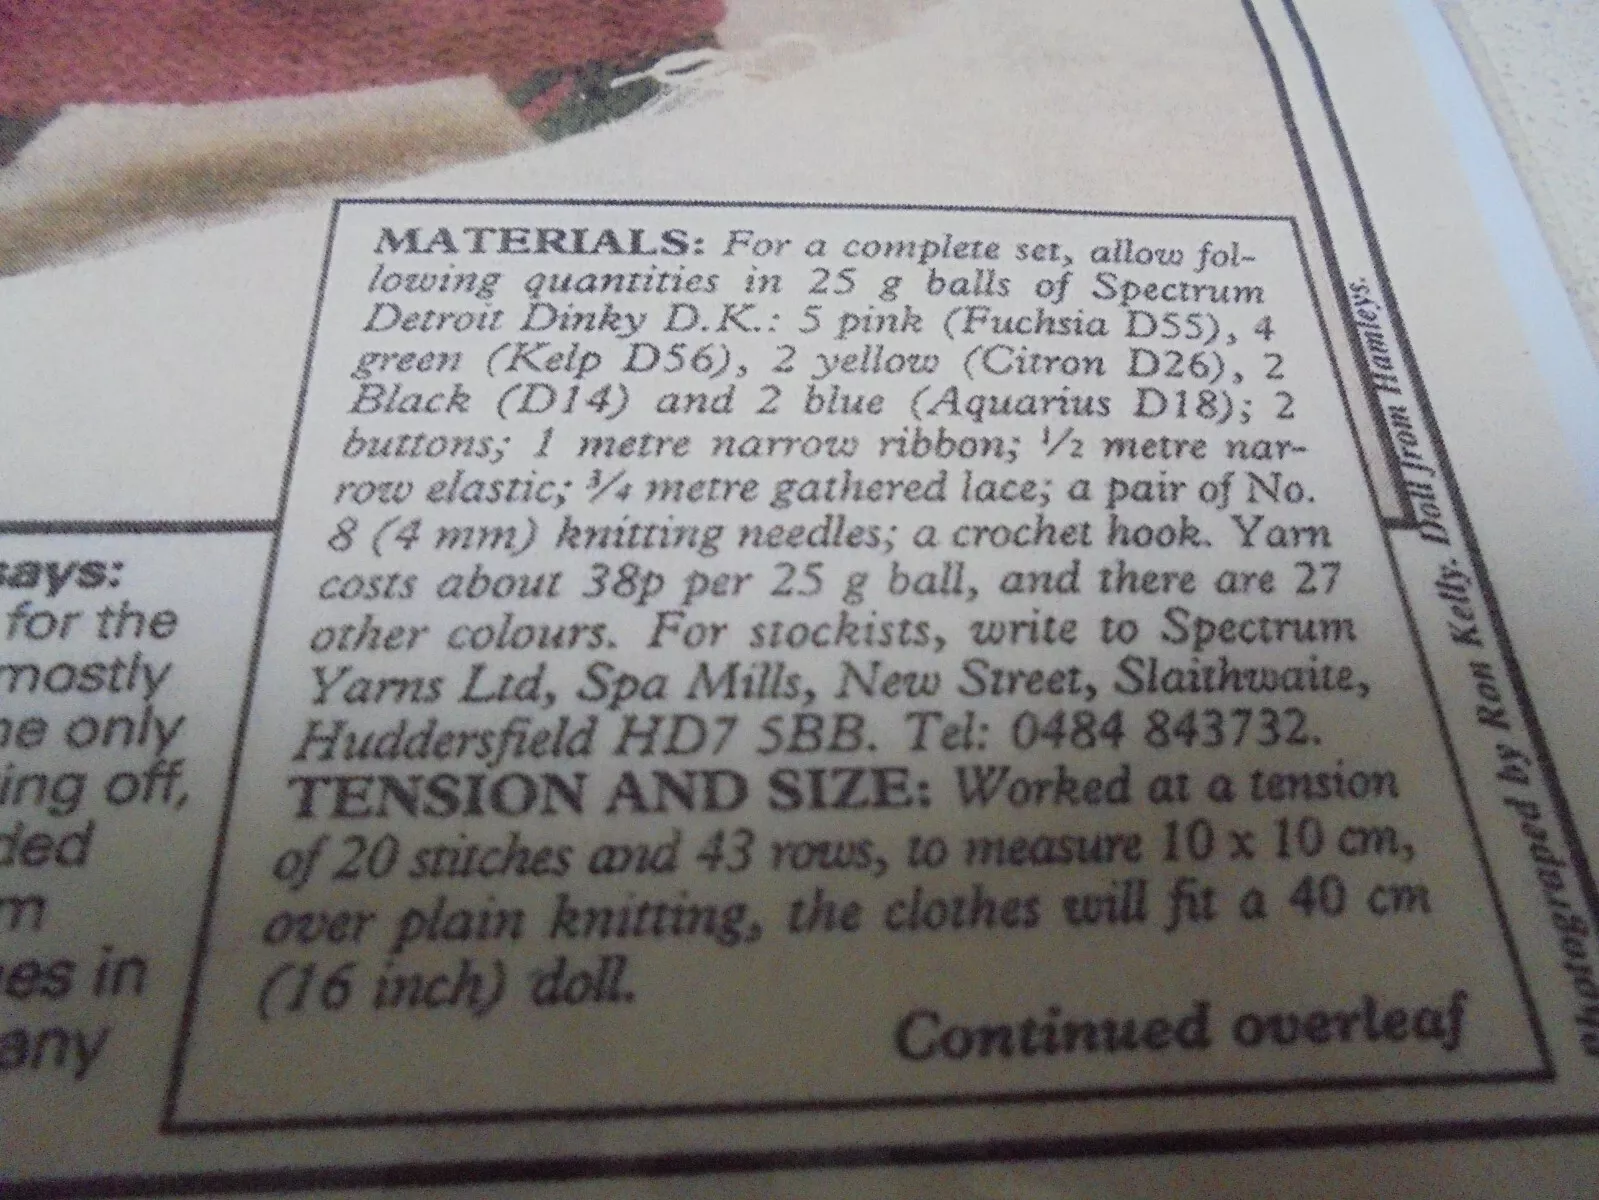 MATERIALS: For a complete set, allow fol-
lowing quantities in 25 g balls of Spectrum
Detroit Dinky D.K.: 5 pink (Fuchsia D55), 4
green (Kelp D56), 2 yellow (Citron D26), 2
Black (D14) and 2 blue (Aquarius D18); 2
buttons; 1 metre narrow ribbon; ½ metre nar-
row elastic; ¾ metre gathered lace; a pair of No.
8 (4 mm) knitting needles; a crochet hook. Yarn
costs about 38p per 25 g ball, and there are 27
other colours. For stockists, write to Spectrum
Yarns Ltd, Spa Mills, New Street, Slaithwaite,
Huddersfield HD7 5BB. Tel: 0484 843732.
TENSION AND SIZE: Worked at a tension
of 20 stitches and 43 rows, to measure 10 x 10 cm,
over plain knitting, the clothes will fit a 40 cm
(16 inch) doll.
Continued overleaf
says:
for the
mostly
only
off,
in
any
Photographed by Ron Kelly. Doll from Hamleys.